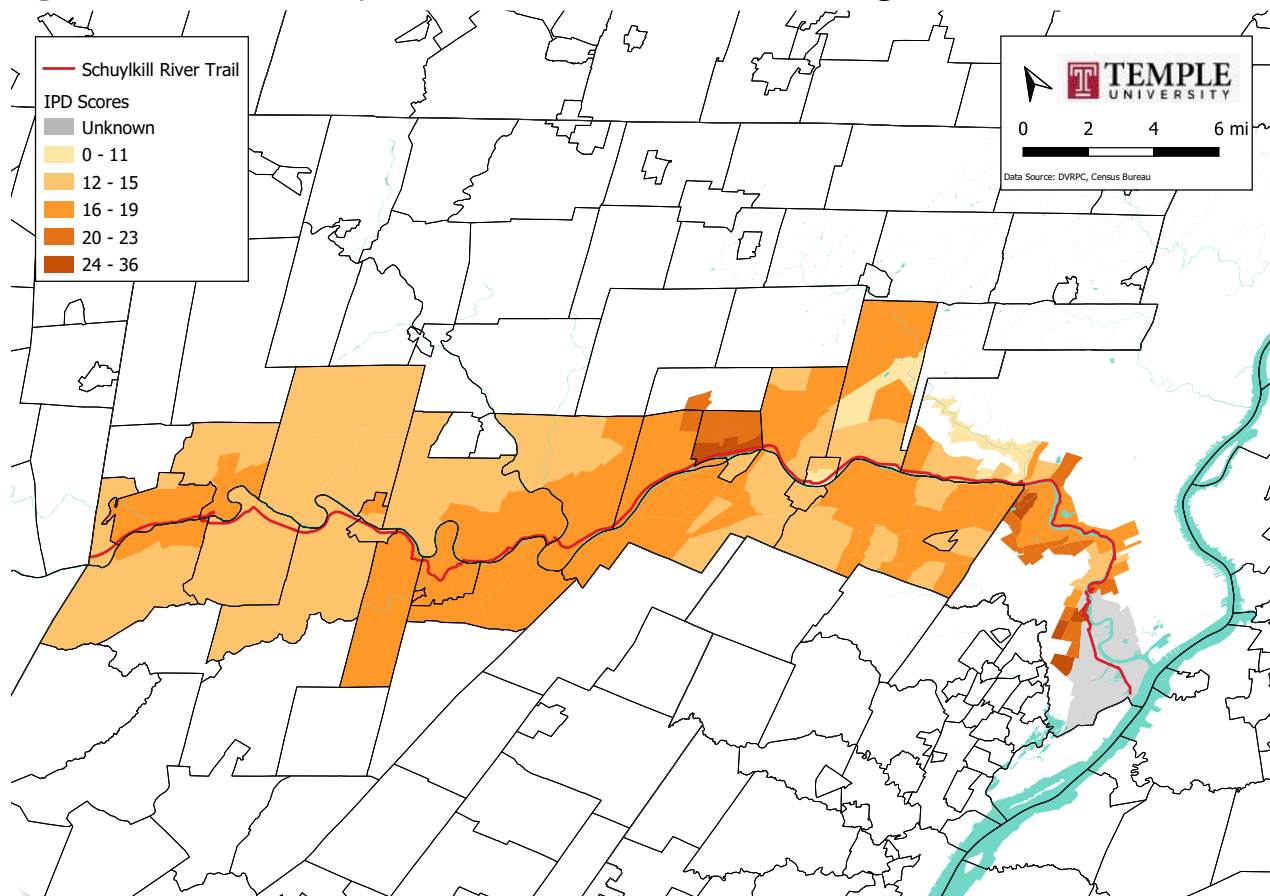 Schuylkill River Trail
IPD Scores
Unknown
0 - 11
12 - 15
16 - 19
20 - 23
24 - 36
TEMPLE
UNIVERSITY
0 2 4 6 mi
Data Source: DVRPC, Census Bureau